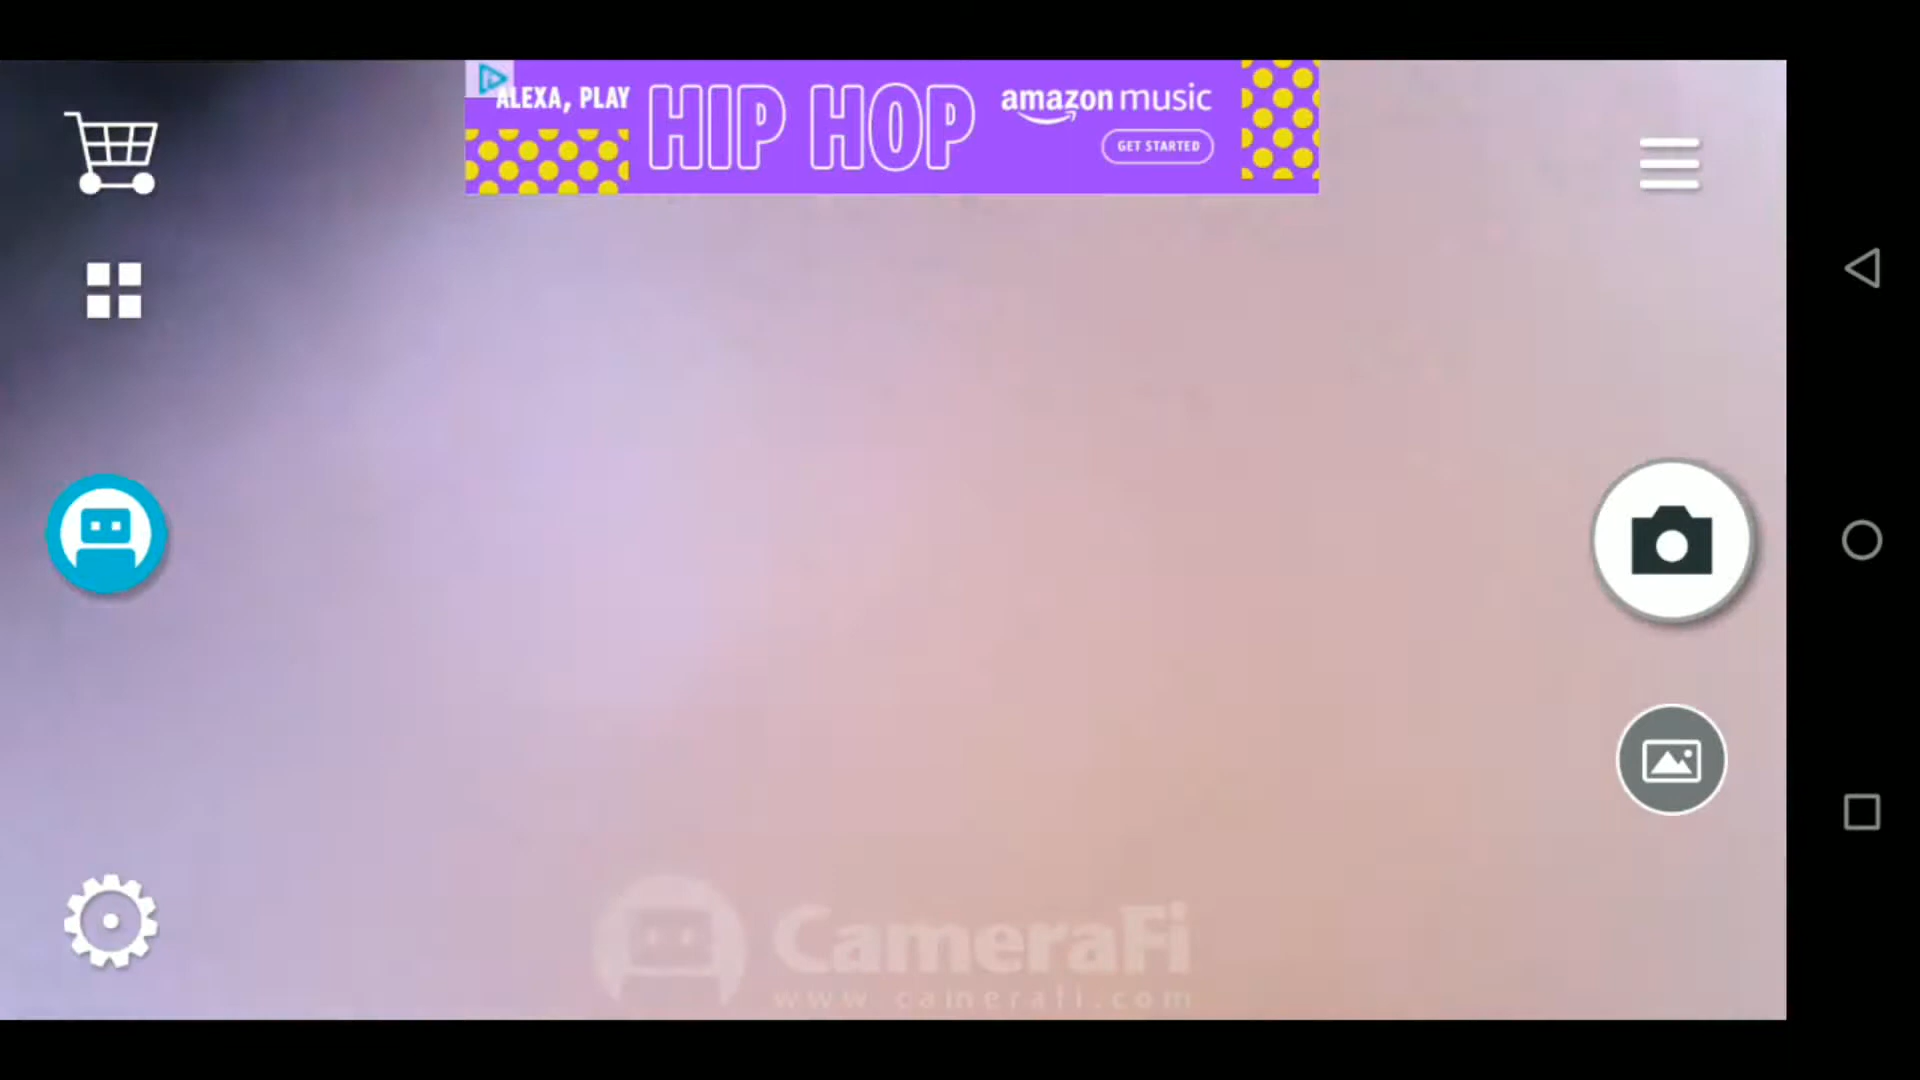 ALEXA, PLAY
HIP HOP
amazon music
GET STARTED
CameraFi
www.camerafi.com